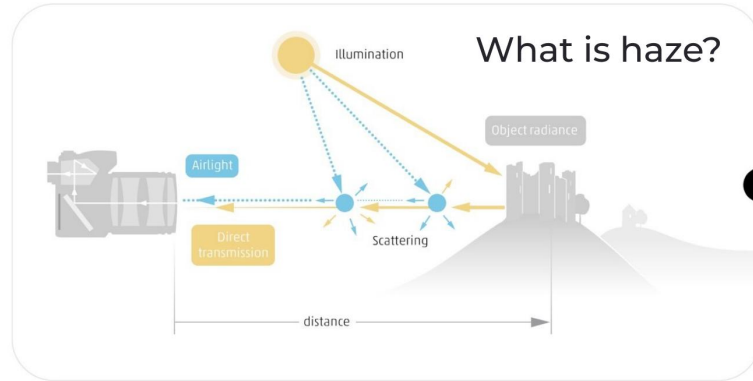 What is haze?
Illumination
Object radiance
Airlight
Direct
transmission
Scattering
distance